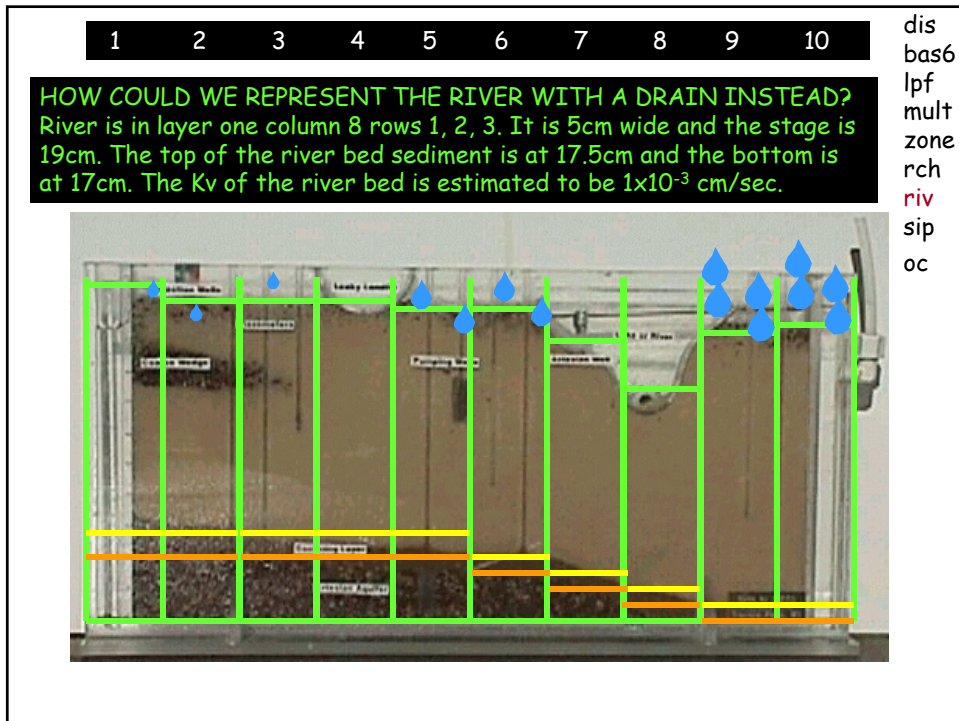 1 2 3 4 5 6 7 8 9 10
HOW COULD WE REPRESENT THE RIVER WITH A DRAIN INSTEAD?
River is in layer one column 8 rows 1, 2, 3. It is 5cm wide and the stage is
19cm. The top of the river bed sediment is at 17.5cm and the bottom is
at 17cm. The Kv of the river bed is estimated to be 1x10⁻³ cm/sec.
dis
bas6
lpf
mult
zone
rch
riv
sip
oc
Leaky
Wedge
Pumping
River
Artesian Well
Layer
Aquifer